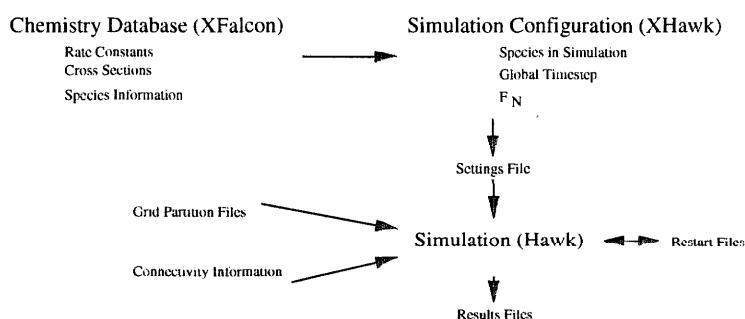 Chemistry Database (XFalcon)
Rate Constants
Cross Sections
Species Information
Simulation Configuration (XHawk)
Species in Simulation
Global Timestep
F N
Settings File
Grid Partition Files
Connectivity Information
Simulation (Hawk)
Restart Files
Results Files